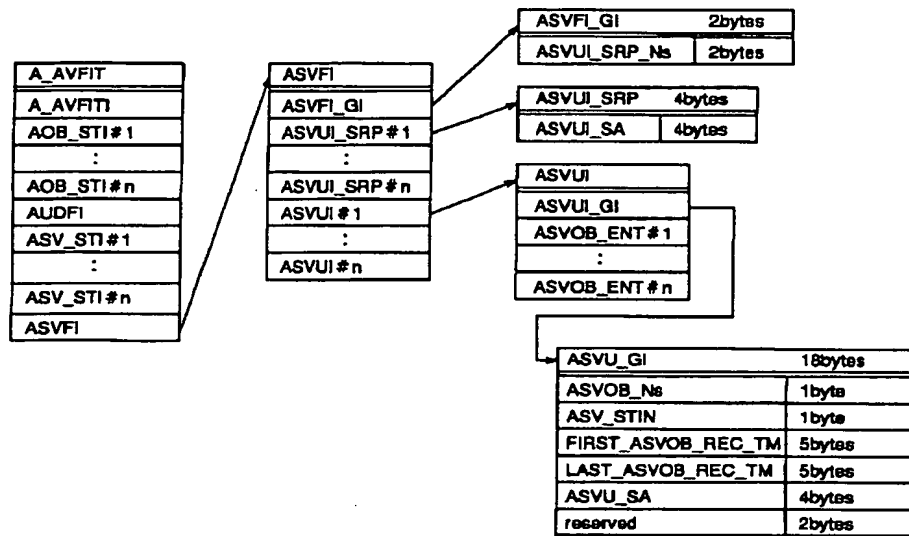 A_AVFIT
A_AVFITI
AOB_STI#1
:
AOB_STI#n
AUDFI
ASV_STI#1
:
ASV_STI#n
ASVFI
ASVFI
ASVFI_GI
ASVUI_SRP#1
:
ASVUI_SRP#n
ASVUI#1
:
ASVUI#n
ASVFI_GI 2bytes
ASVUI_SRP_Ns 2bytes
ASVUI_SRP 4bytes
ASVUI_SA 4bytes
ASVUI
ASVUI_GI
ASVOB_ENT#1
:
ASVOB_ENT#n
ASVU_GI 18bytes
ASVOB_Ns 1byte
ASV_STIN 1byte
FIRST_ASVOB_REC_TM 5bytes
LAST_ASVOB_REC_TM 5bytes
ASVU_SA 4bytes
reserved 2bytes